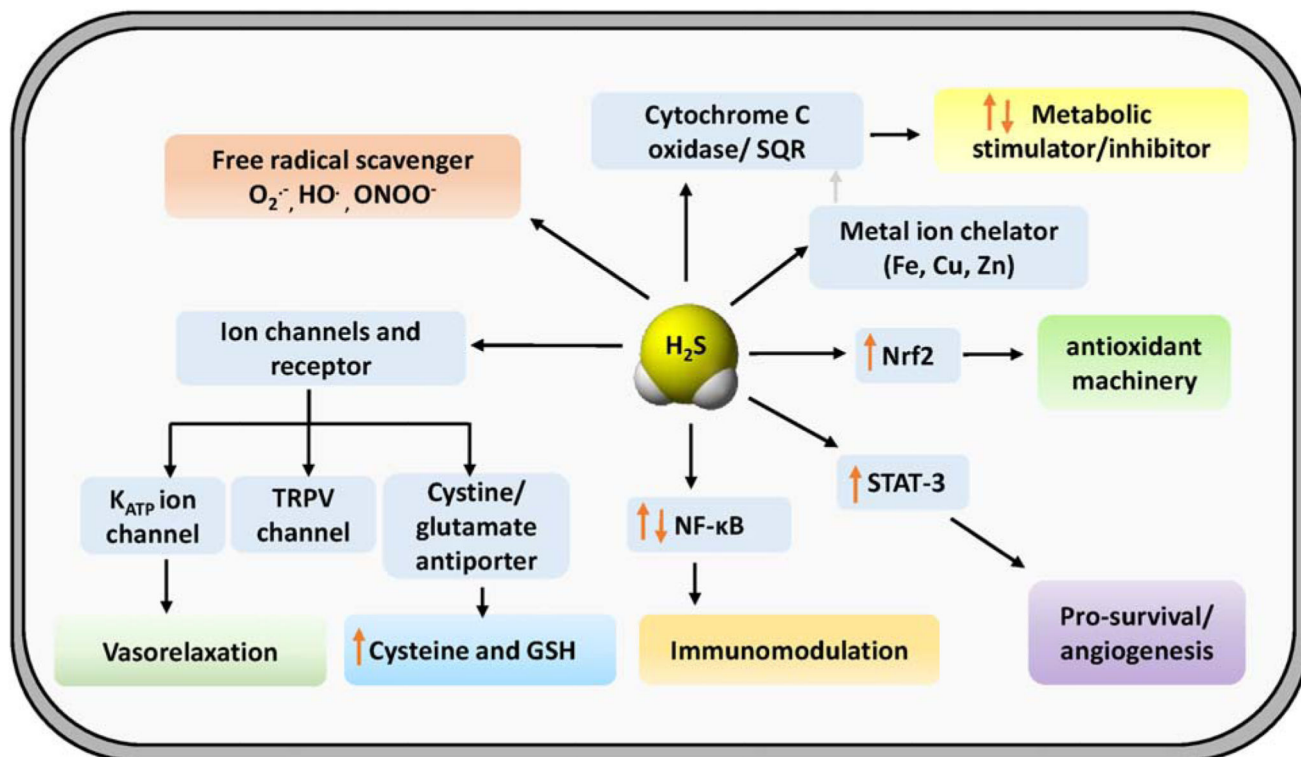 Cytochrome C
oxidase/ SQR
Metabolic
stimulator/inhibitor
Free radical scavenger
O₂·⁻, HO·, ONOO⁻
Metal ion chelator
(Fe, Cu, Zn)
Ion channels and
receptor
H₂S
Nrf2
antioxidant
machinery
K_ATP ion
channel
TRPV
channel
Cystine/
glutamate
antiporter
NF-κB
STAT-3
Vasorelaxation
Cysteine and GSH
Immunomodulation
Pro-survival/
angiogenesis